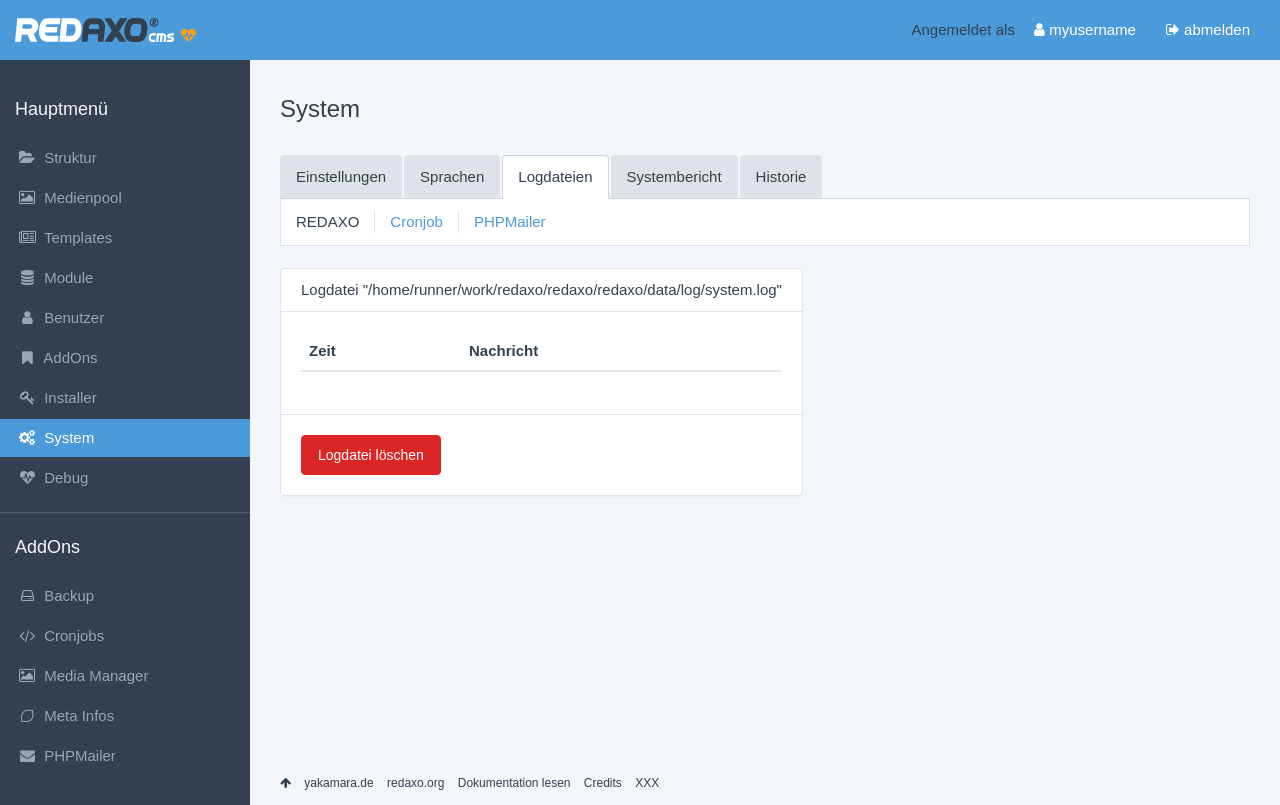 REDAXO® cms
Angemeldet als myusername abmelden
Hauptmenü
Struktur
Medienpool
Templates
Module
Benutzer
AddOns
Installer
System
Debug
AddOns
Backup
Cronjobs
Media Manager
Meta Infos
PHPMailer
System
Einstellungen Sprachen Logdateien Systembericht Historie
REDAXO Cronjob PHPMailer
Logdatei "/home/runner/work/redaxo/redaxo/redaxo/data/log/system.log"
Zeit Nachricht
Logdatei löschen
yakamara.de redaxo.org Dokumentation lesen Credits XXX